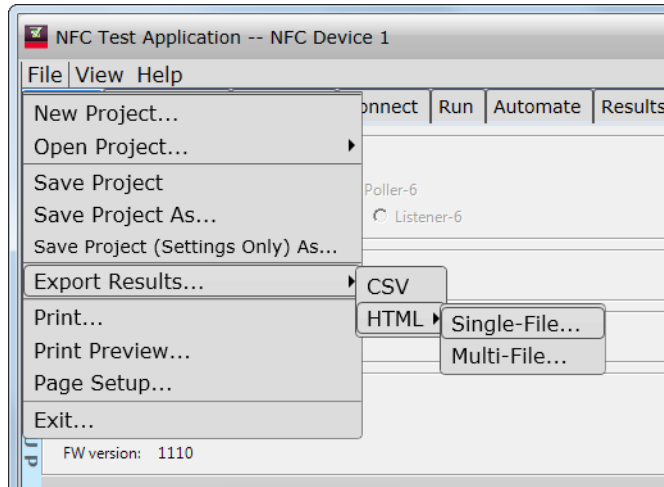 NFC Test Application -- NFC Device 1
File View Help
Run Automate Results
New Project...
Open Project...
Save Project
Poller-6
Save Project As...
Listener-6
Save Project (Settings Only) As...
Export Results...
CSV
HTML
Single-File...
Multi-File...
Print...
Print Preview...
Page Setup...
Exit...
FW version: 1110